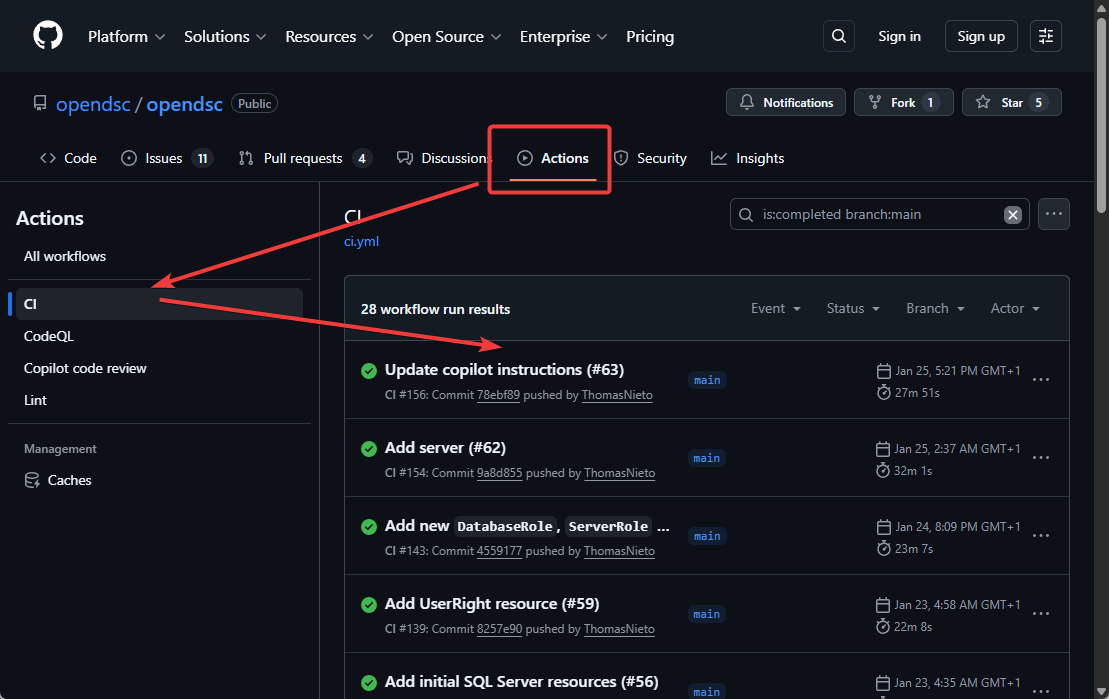 Platform Solutions Resources Open Source Enterprise Pricing Sign in Sign up
opendsc / opendsc Public Notifications Fork 1 Star 5
Code Issues 11 Pull requests 4 Discussions Actions Security Insights
Actions
All workflows
CI
CodeQL
Copilot code review
Lint
Management
Caches
CI
ci.yml
is:completed branch:main
28 workflow run results Event Status Branch Actor
Update copilot instructions (#63) main Jan 25, 5:21 PM GMT+1
CI #156: Commit 78ebf89 pushed by ThomasNieto 27m 51s
Add server (#62) main Jan 25, 2:37 AM GMT+1
CI #154: Commit 9a8d855 pushed by ThomasNieto 32m 1s
Add new DatabaseRole, ServerRole ... main Jan 24, 8:09 PM GMT+1
CI #143: Commit 4559177 pushed by ThomasNieto 23m 7s
Add UserRight resource (#59) main Jan 23, 4:58 AM GMT+1
CI #139: Commit 8257e90 pushed by ThomasNieto 22m 8s
Add initial SQL Server resources (#56) main Jan 23, 4:35 AM GMT+1